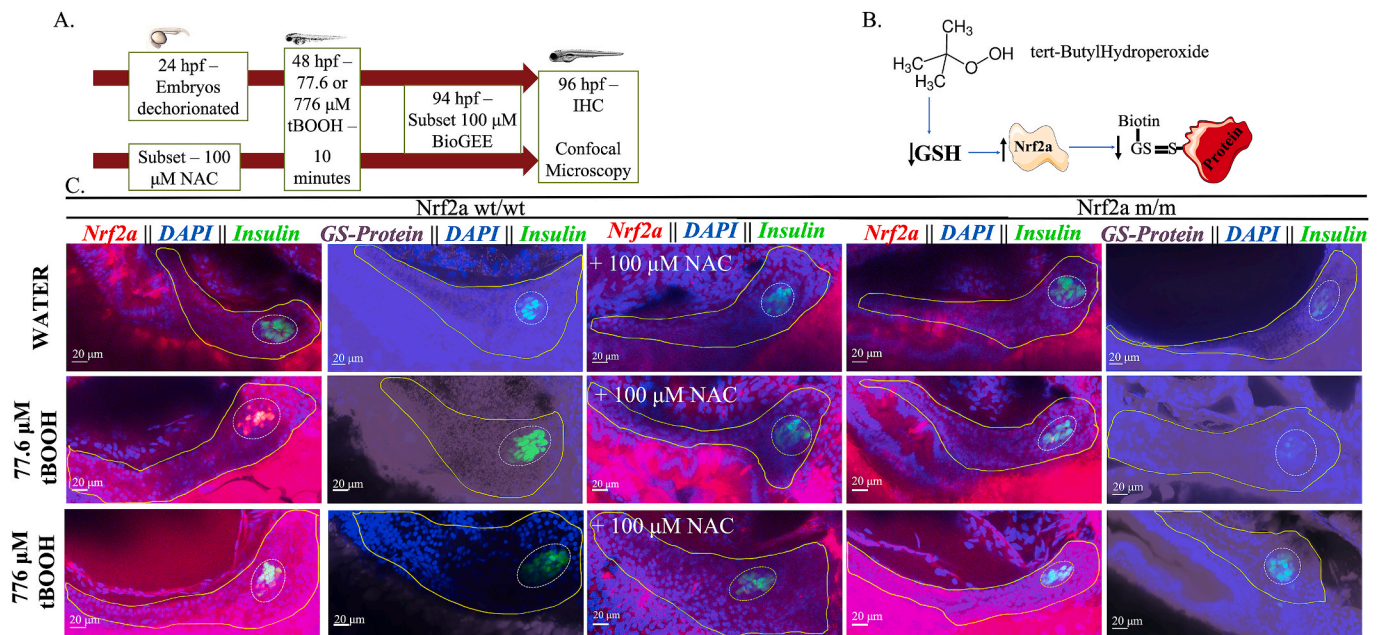 A.
24 hpf –
Embryos
dechorionated
Subset – 100
μM NAC
48 hpf –
77.6 or
776 μM
tBOOH –
10
minutes
94 hpf –
Subset 100 μM
BioGEE
96 hpf –
IHC
Confocal
Microscopy
B.
CH₃
H₃C
H₃C
O
OH
tert-ButylHydroperoxide
GSH
Nrf2a
Biotin
GS=S
Protein
C.
Nrf2a wt/wt
Nrf2a m/m
Nrf2a || DAPI || Insulin
GS-Protein || DAPI || Insulin
Nrf2a || DAPI || Insulin
Nrf2a || DAPI || Insulin
GS-Protein || DAPI || Insulin
WATER
20 μm
20 μm
+ 100 μM NAC
20 μm
20 μm
20 μm
77.6 μM
tBOOH
20 μm
20 μm
+ 100 μM NAC
20 μm
20 μm
20 μm
776 μM
tBOOH
20 μm
20 μm
+ 100 μM NAC
20 μm
20 μm
20 μm